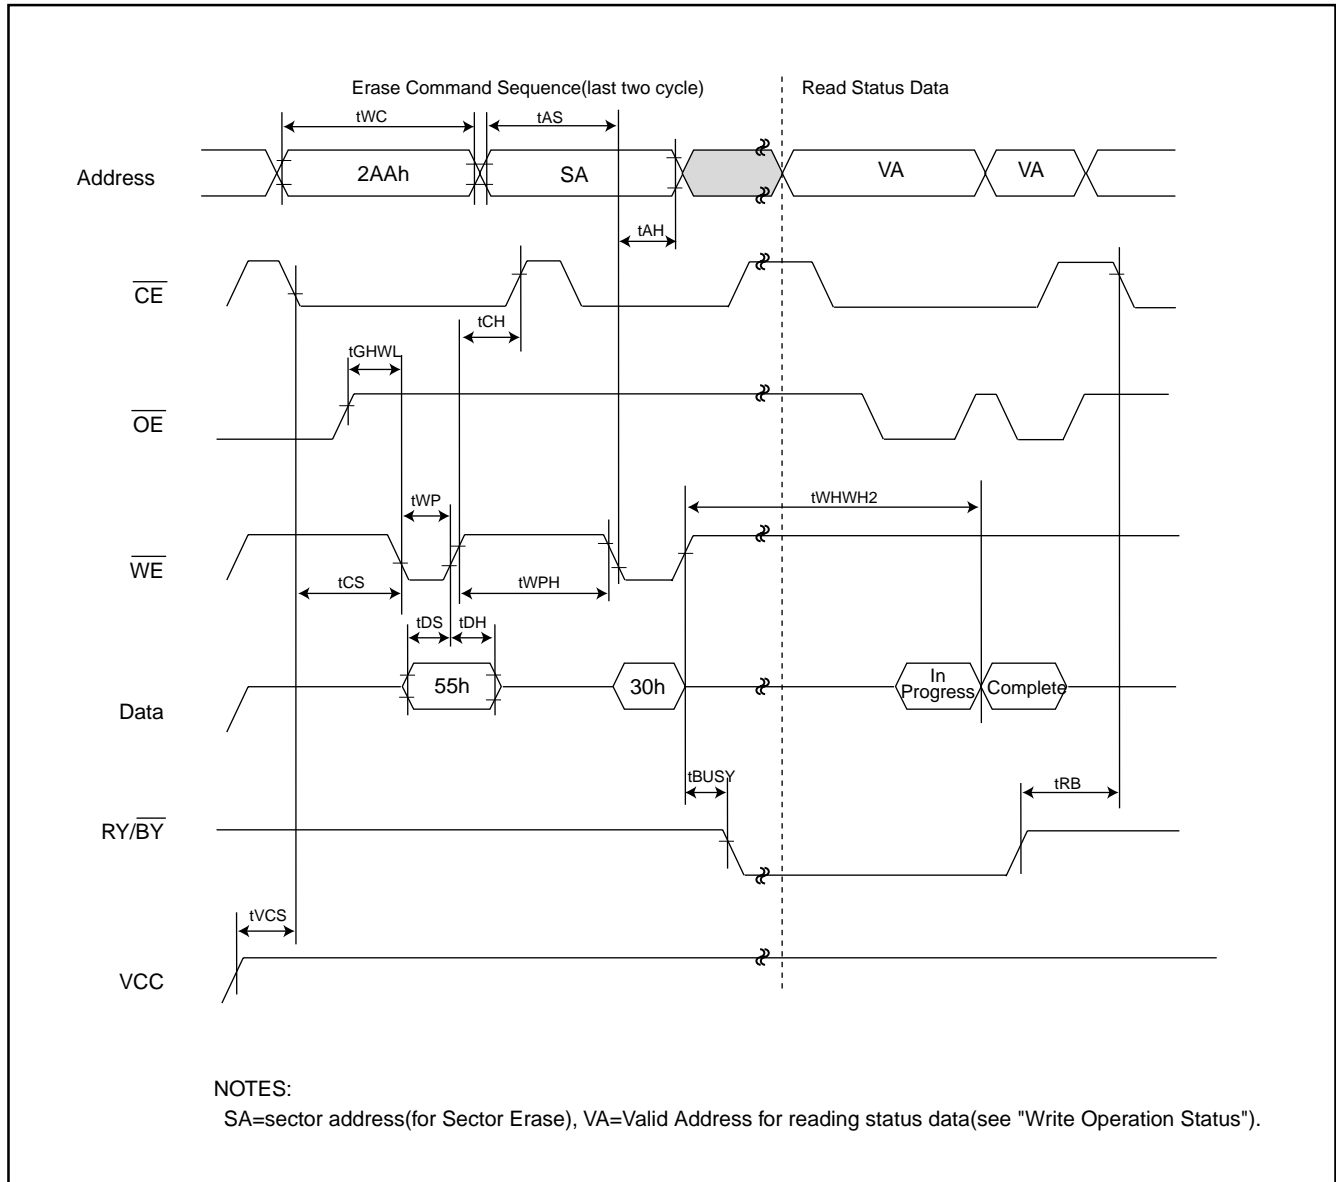 Erase Command Sequence(last two cycle)
Read Status Data
tWC
tAS
Address
2AAh
SA
VA
VA
tAH
CE
tCH
tGHWL
OE
tWP
tWHWH2
WE
tCS
tWPH
tDS
tDH
Data
55h
30h
In
Progress
Complete
tBUSY
tRB
RY/BY
tVCS
VCC
NOTES:
SA=sector address(for Sector Erase), VA=Valid Address for reading status data(see "Write Operation Status").